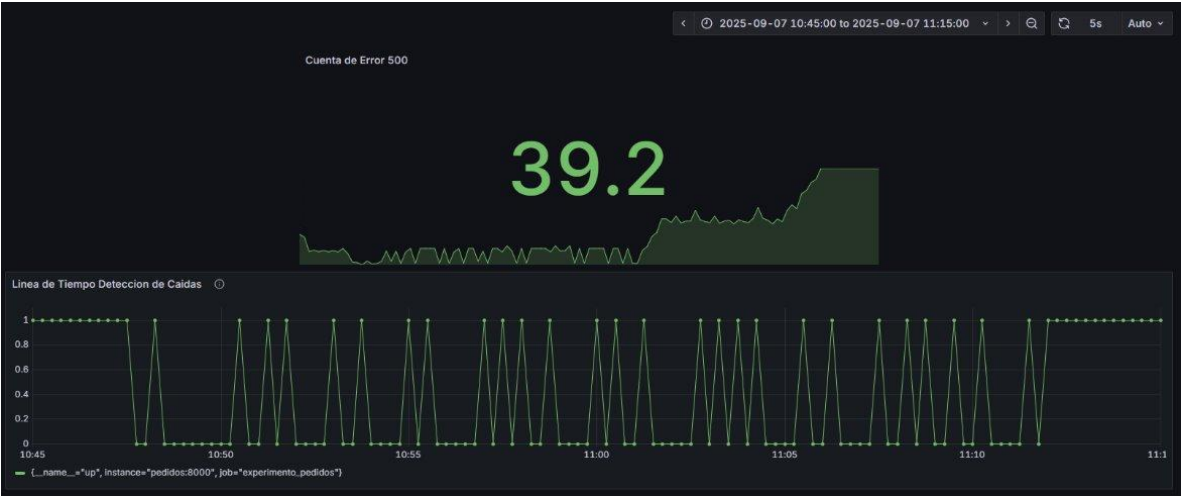 2025-09-07 10:45:00 to 2025-09-07 11:15:00
5s
Auto
Cuenta de Error 500
39.2
Linea de Tiempo Deteccion de Caidas
1
0.8
0.6
0.4
0.2
0
10:45 10:50 10:55 11:00 11:05 11:10 11:1
{__name__="up", instance="pedidos:8000", job="experimento_pedidos"}